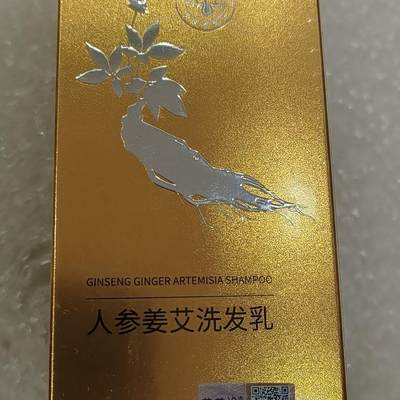 GINSENG GINGER ARTEMISIA SHAMPOO
人参姜艾洗发乳